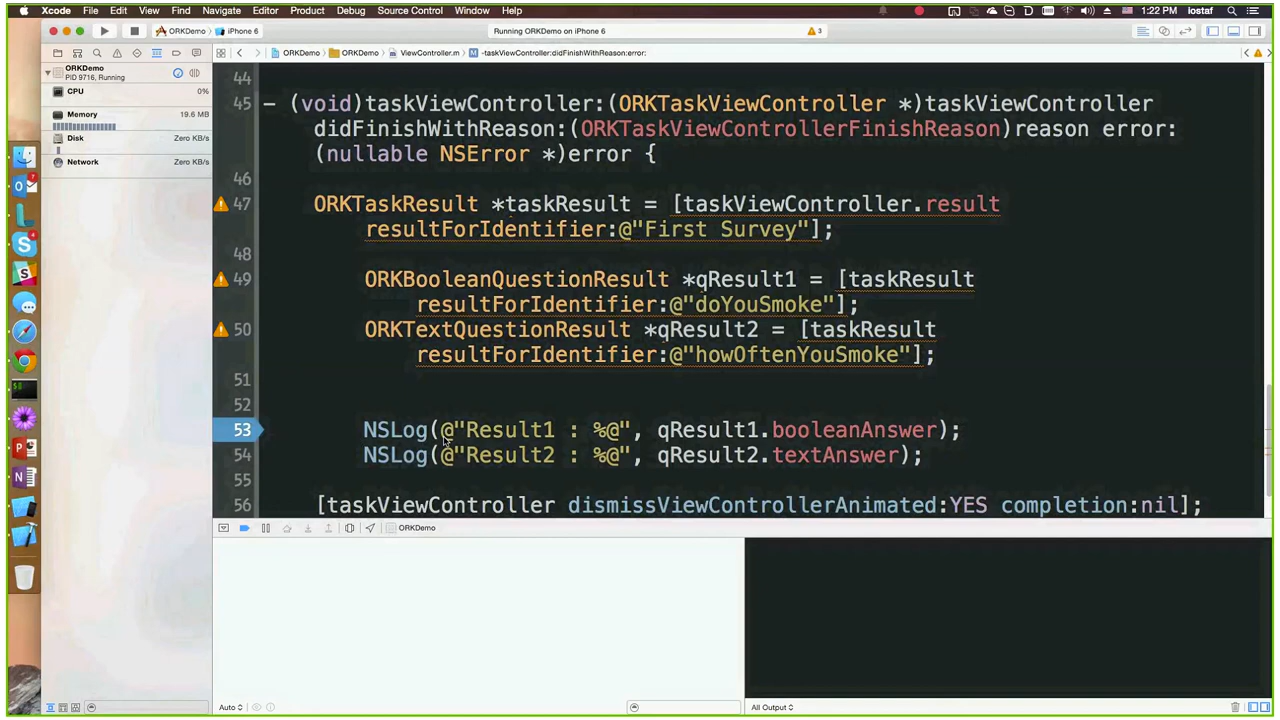 Xcode File Edit View Find Navigate Editor Product Debug Source Control Window Help 1:22 PM iostaf
ORKDemo iPhone 6 Running ORKDemo on iPhone 6 3
ORKDemo ORKDemo ViewController.m -taskViewController:didFinishWithReason:error:
ORKDemo
PID 9716, Running
CPU 0%
Memory 19.6 MB
Disk Zero KB/s
Network Zero KB/s
44
45 – (void)taskViewController:(ORKTaskViewController *)taskViewController
didFinishWithReason:(ORKTaskViewControllerFinishReason)reason error:
(nullable NSError *)error {
46
47 ORKTaskResult *taskResult = [taskViewController.result
resultForIdentifier:@"First Survey"];
48
49 ORKBooleanQuestionResult *qResult1 = [taskResult
resultForIdentifier:@"doYouSmoke"];
50 ORKTextQuestionResult *qResult2 = [taskResult
resultForIdentifier:@"howOftenYouSmoke"];
51
52
53 NSLog(@"Result1 : %@", qResult1.booleanAnswer);
54 NSLog(@"Result2 : %@", qResult2.textAnswer);
55
56 [taskViewController dismissViewControllerAnimated:YES completion:nil];
ORKDemo
Auto
All Output